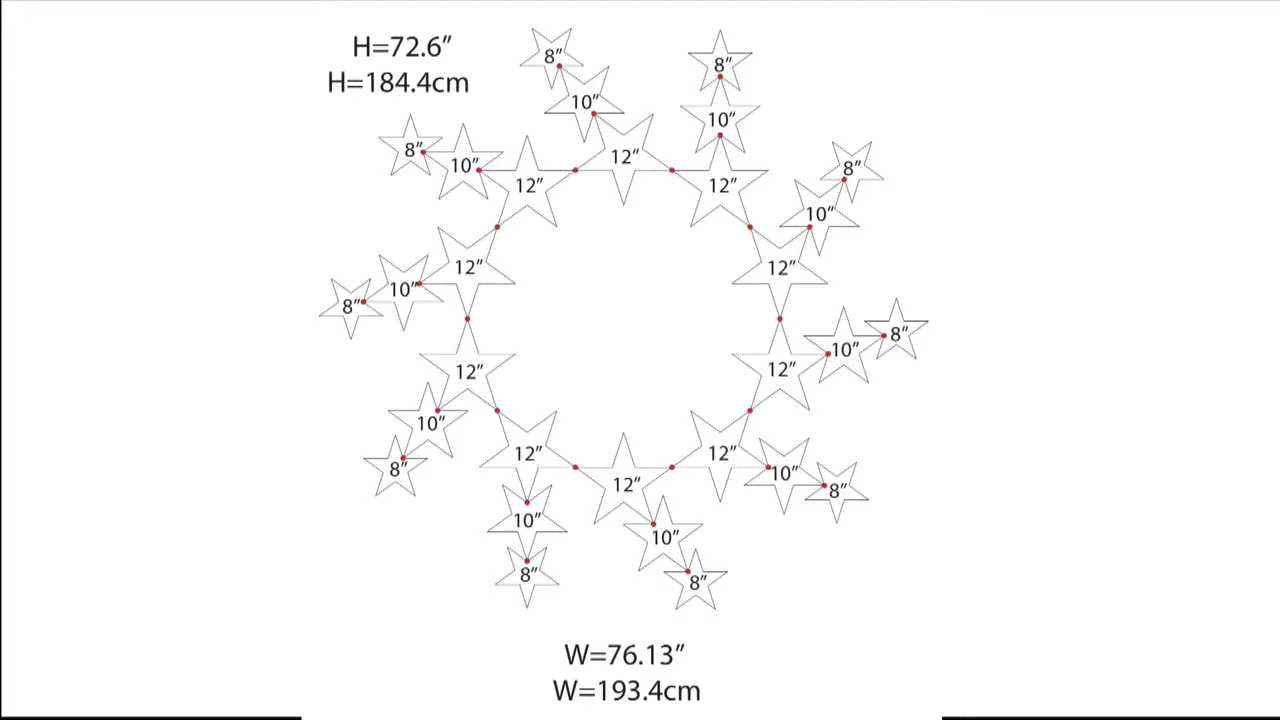 H=72.6”
H=184.4cm
8” 8”
10” 10”
8” 10” 12” 12” 12” 12” 8”
10”
12” 12”
8” 10” 8”
12” 12” 10”
10” 12” 12” 10”
8” 12” 8”
10” 10”
8” 8”
W=76.13”
W=193.4cm